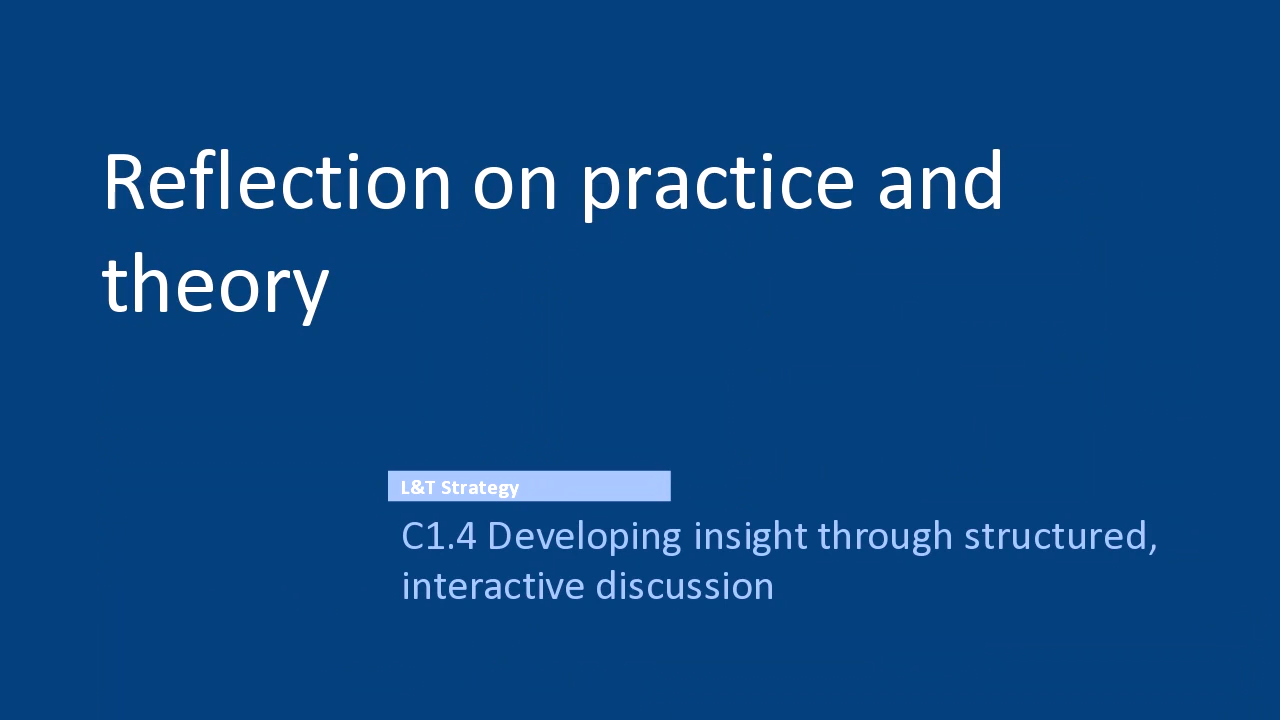 Reflection on practice and
theory
L&T Strategy
C1.4 Developing insight through structured,
interactive discussion